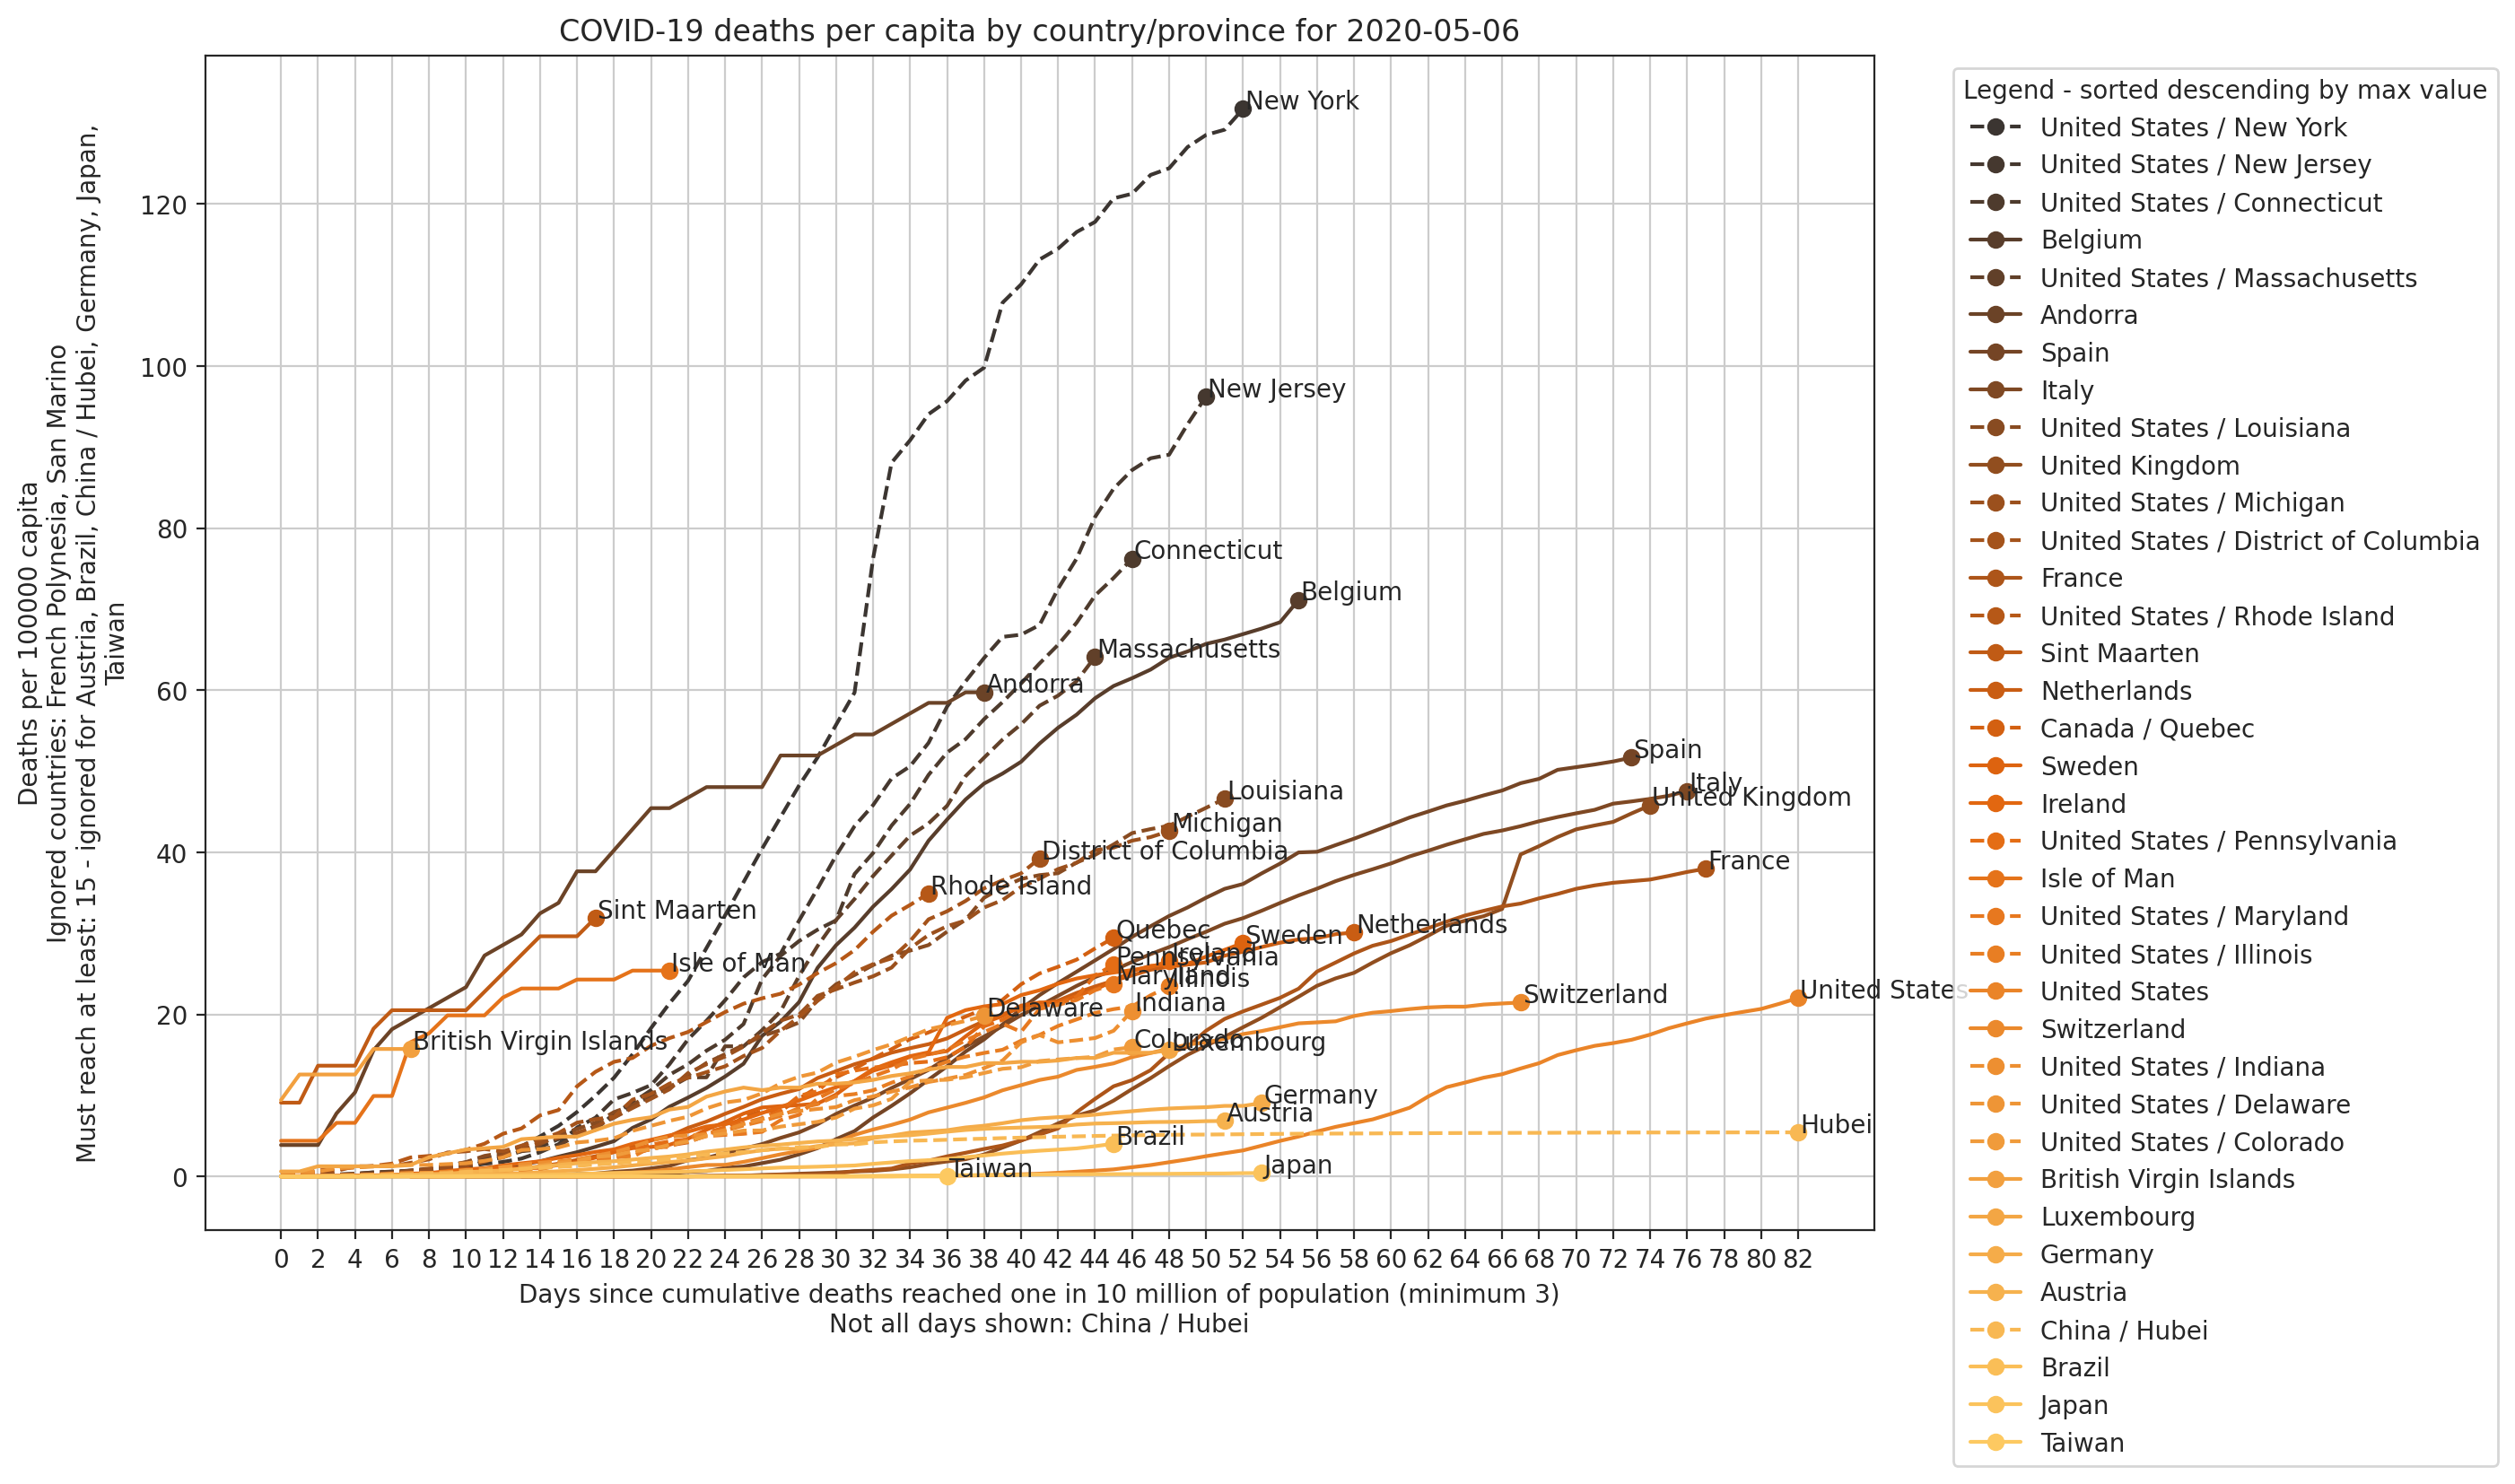 COVID-19 deaths per capita by country/province for 2020-05-06
Deaths per 100000 capita
Ignored countries: French Polynesia, San Marino
Must reach at least: 15 - ignored for Austria, Brazil, China / Hubei, Germany, Japan,
Taiwan
120
100
80
60
40
20
0
New York
New Jersey
Connecticut
Belgium
Massachusetts
Andorra
Spain
Italy
United Kingdom
Louisiana
Michigan
District of Columbia
France
Rhode Island
Sint Maarten
Netherlands
Quebec
Sweden
Ireland
Pennsylvania
Isle of Man
Maryland
Illinois
United States
Switzerland
Indiana
Delaware
Colorado
British Virgin Islands
Luxembourg
Germany
Austria
Hubei
Brazil
Japan
Taiwan
0 2 4 6 8 10 12 14 16 18 20 22 24 26 28 30 32 34 36 38 40 42 44 46 48 50 52 54 56 58 60 62 64 66 68 70 72 74 76 78 80 82
Days since cumulative deaths reached one in 10 million of population (minimum 3)
Not all days shown: China / Hubei
Legend - sorted descending by max value
United States / New York
United States / New Jersey
United States / Connecticut
Belgium
United States / Massachusetts
Andorra
Spain
Italy
United States / Louisiana
United Kingdom
United States / Michigan
United States / District of Columbia
France
United States / Rhode Island
Sint Maarten
Netherlands
Canada / Quebec
Sweden
Ireland
United States / Pennsylvania
Isle of Man
United States / Maryland
United States / Illinois
United States
Switzerland
United States / Indiana
United States / Delaware
United States / Colorado
British Virgin Islands
Luxembourg
Germany
Austria
China / Hubei
Brazil
Japan
Taiwan